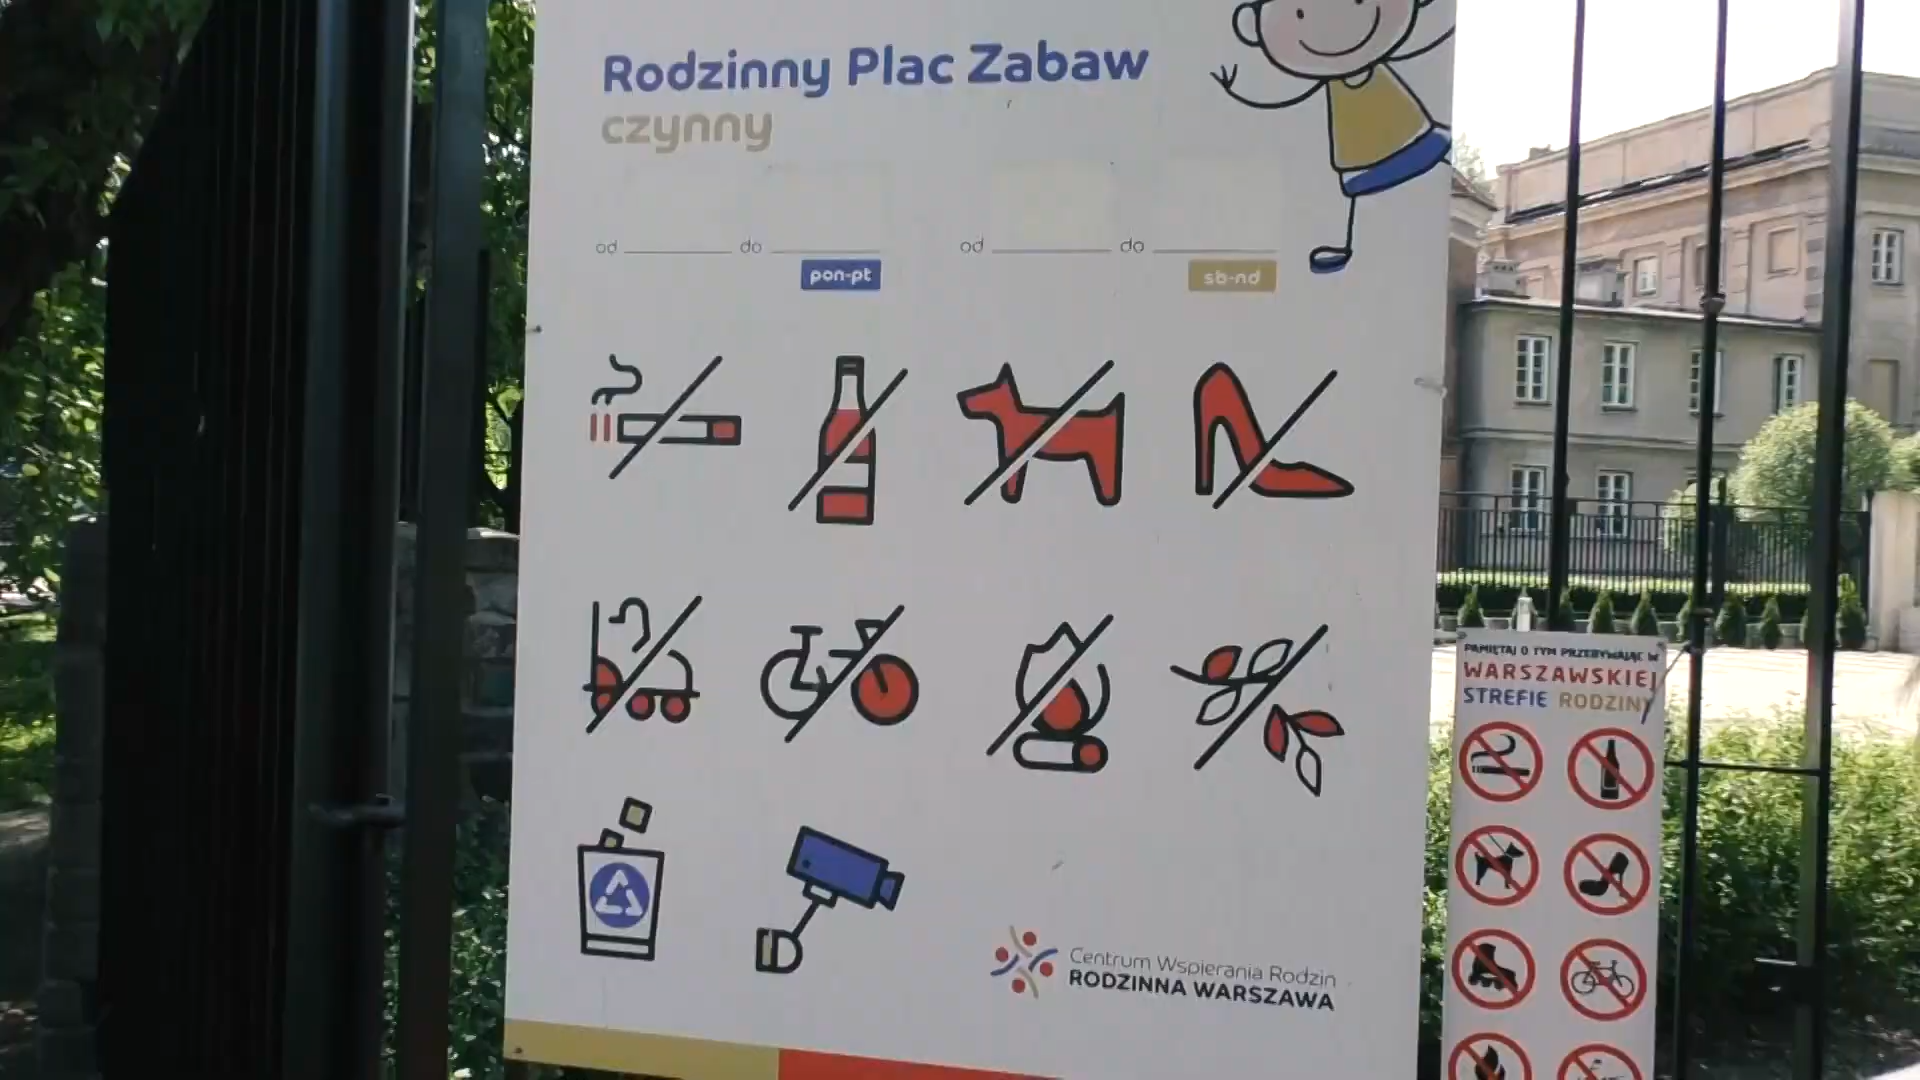 Rodzinny Plac Zabaw
czynny
od do od do
pon-pt sb-nd
Centrum Wspierania Rodzin
RODZINNA WARSZAWA
PAMIĘTAJ O TYM PRZEBYWAJĄC W
WARSZAWSKIEJ
STREFIE RODZINY